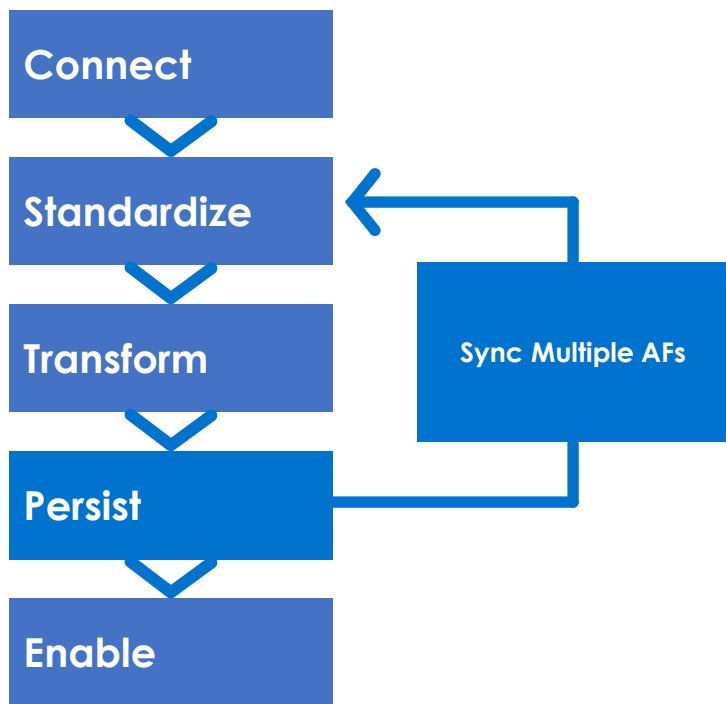 Connect
Standardize
Transform
Sync Multiple AFs
Persist
Enable